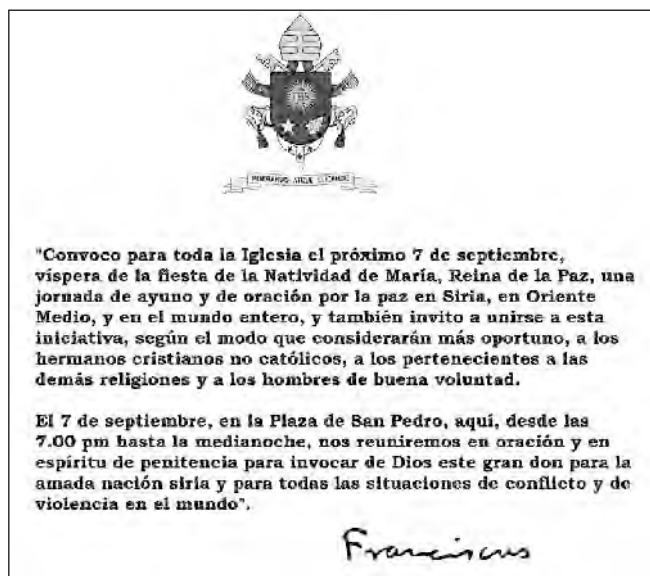 IHS
MISERANDO ATQUE ELIGENDO
"Convoco para toda la Iglesia el próximo 7 de septiembre,
víspera de la fiesta de la Natividad de María, Reina de la Paz, una
jornada de ayuno y de oración por la paz en Siria, en Oriente
Medio, y en el mundo entero, y también invito a unirse a esta
iniciativa, según el modo que considerarán más oportuno, a los
hermanos cristianos no católicos, a los pertenecientes a las
demás religiones y a los hombres de buena voluntad.
El 7 de septiembre, en la Plaza de San Pedro, aquí, desde las
7.00 pm hasta la medianoche, nos reuniremos en oración y en
espíritu de penitencia para invocar de Dios este gran don para la
amada nación siria y para todas las situaciones de conflicto y de
violencia en el mundo".
Franciscus